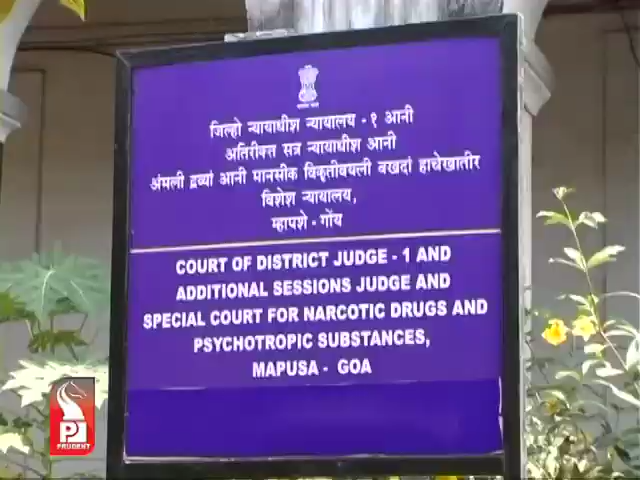 जिल्हो न्यायाधीश न्यायालय - १ आनी
अतिरीक्त सत्र न्यायाधीश आनी
अंमली द्रव्यां आनी मानसीक विकृतीवयली वखदां हाचेखातीर
विशेश न्यायालय,
म्हापशे - गोंय
COURT OF DISTRICT JUDGE - 1 AND
ADDITIONAL SESSIONS JUDGE AND
SPECIAL COURT FOR NARCOTIC DRUGS AND
PSYCHOTROPIC SUBSTANCES,
MAPUSA - GOA
PRUDENT